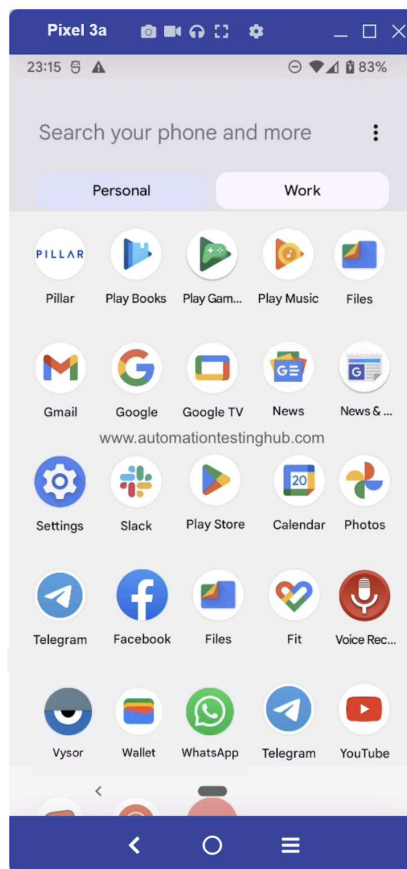 Pixel 3a
23:15 83%
Search your phone and more
Personal Work
PILLAR
Pillar Play Books Play Gam... Play Music Files
GE G
Gmail Google Google TV News News & ...
www.automationtestinghub.com
20
Settings Slack Play Store Calendar Photos
Telegram Facebook Files Fit Voice Rec...
Vysor Wallet WhatsApp Telegram YouTube